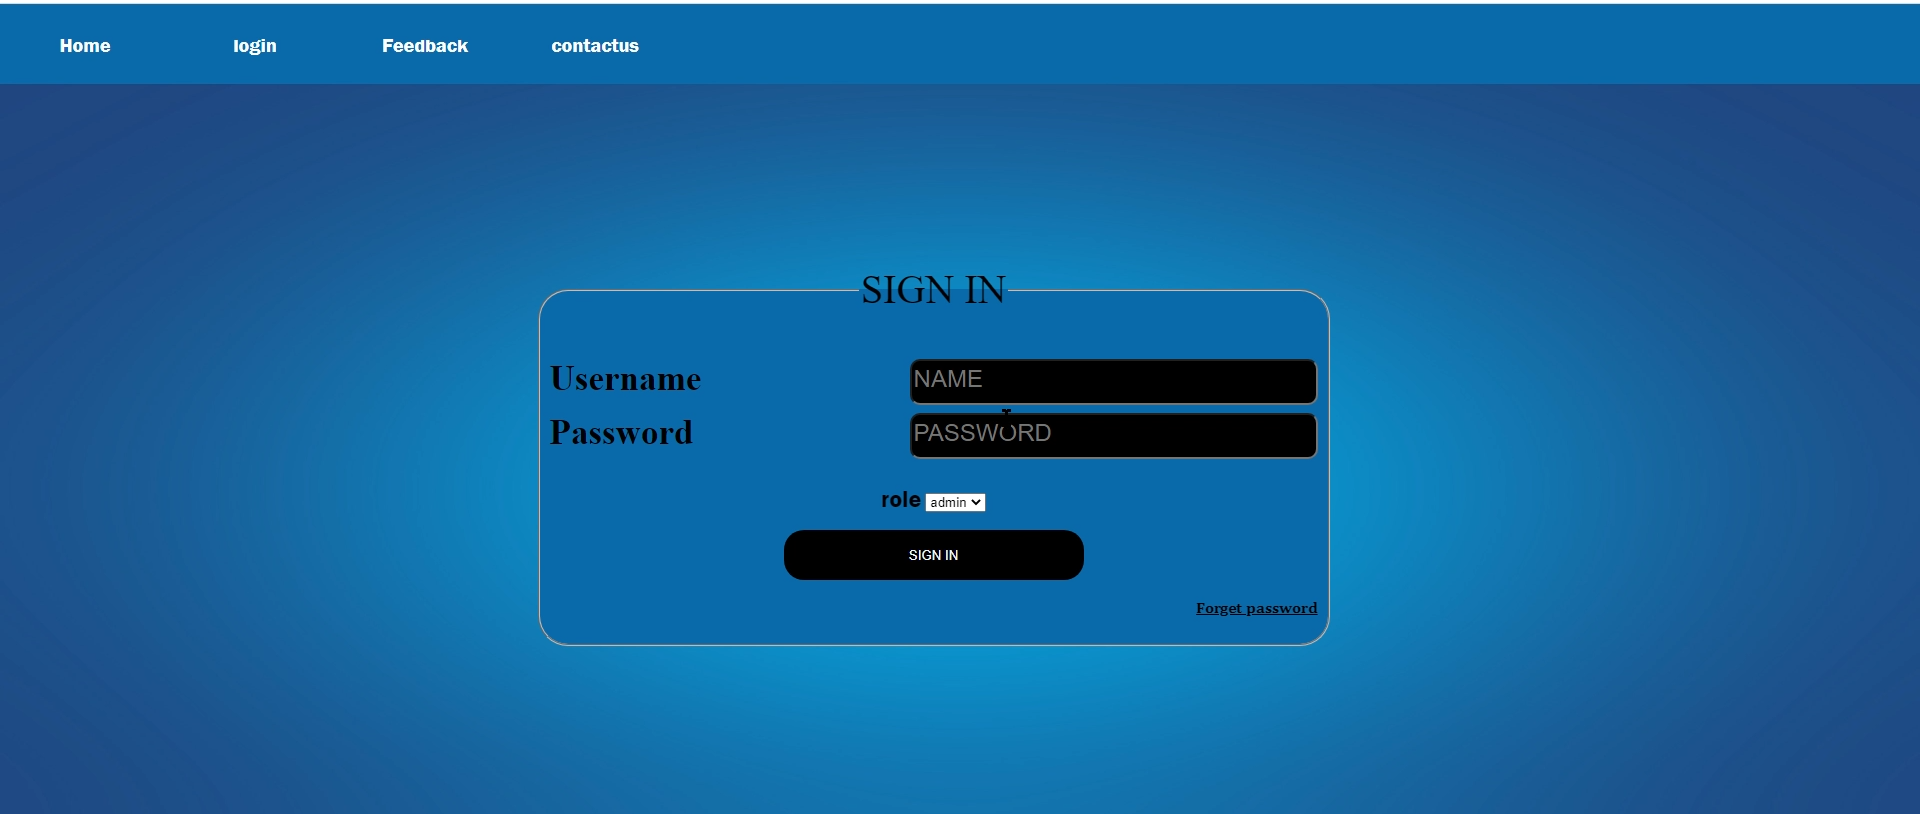 Home login Feedback contactus
SIGN IN
Username NAME
Password PASSWORD
role admin
SIGN IN
Forget password